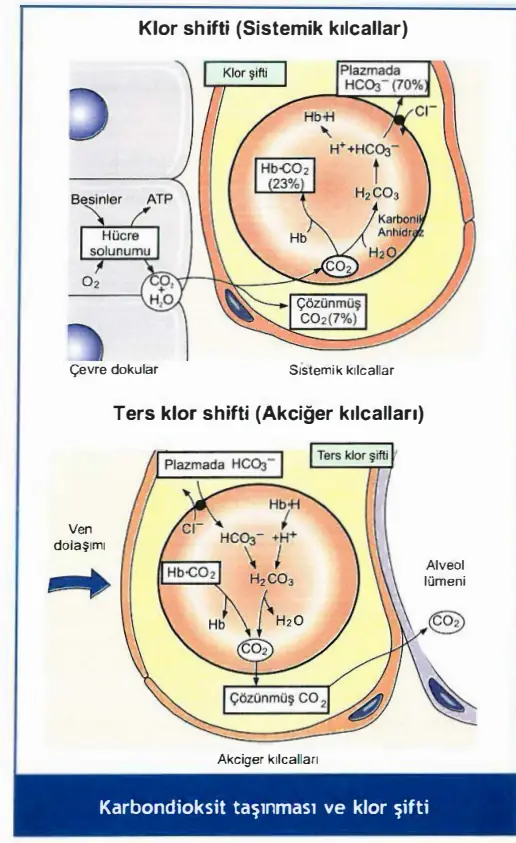 Klor shifti (Sistemik kılcallar)
Klor şifti
Plazmada
HCO3⁻ (70%)
Cl⁻
Hb·H
H⁺+HCO3⁻
Hb-CO2
(23%)
H2CO3
Besinler
ATP
Karbonik
Anhidraz
Hücre
solunumu
Hb
H2O
CO2
O2
CO2
+
H2O
Çözünmüş
CO2(7%)
Çevre dokular
Sistemik kılcallar
Ters klor shifti (Akciğer kılcalları)
Ters klor şifti
Plazmada HCO3⁻
Hb·H
Cl⁻
Ven
dolaşımı
HCO3⁻ +H⁺
Hb-CO2
H2CO3
Alveol
lümeni
Hb
H2O
CO2
CO2
Çözünmüş CO2
Akciger kılcalları
Karbondioksit taşınması ve klor şifti